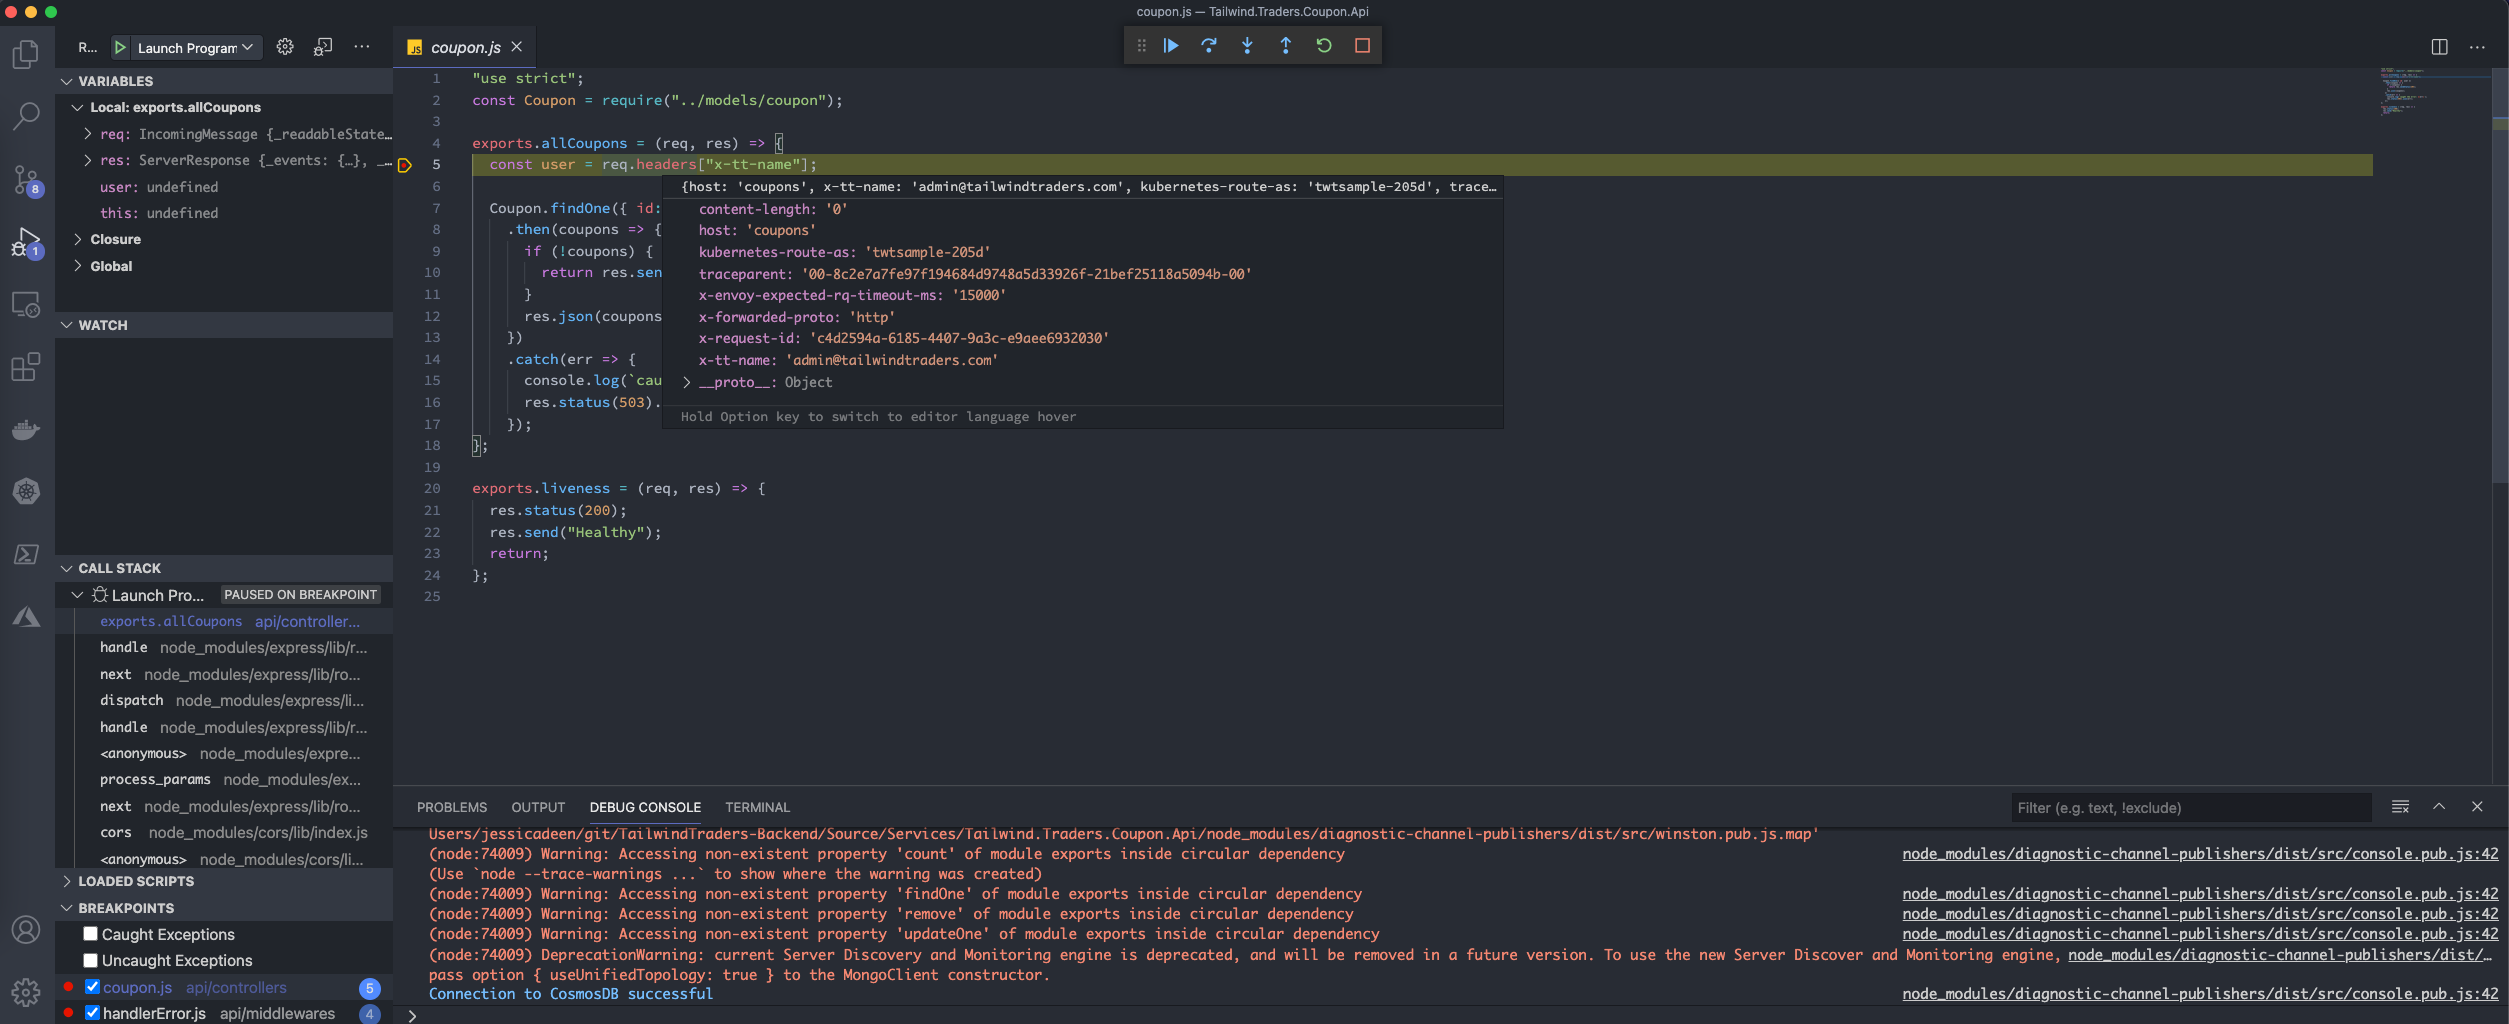 coupon.js — Tailwind.Traders.Coupon.Api
R... Launch Program
JS coupon.js
VARIABLES
Local: exports.allCoupons
req: IncomingMessage {_readableState…
res: ServerResponse {_events: {…}, _…
user: undefined
this: undefined
Closure
Global
WATCH
CALL STACK
Launch Pro... PAUSED ON BREAKPOINT
exports.allCoupons api/controller...
handle node_modules/express/lib/r...
next node_modules/express/lib/ro...
dispatch node_modules/express/li...
handle node_modules/express/lib/r...
<anonymous> node_modules/expre...
process_params node_modules/ex...
next node_modules/express/lib/ro...
cors node_modules/cors/lib/index.js
<anonymous> node_modules/cors/li...
LOADED SCRIPTS
BREAKPOINTS
Caught Exceptions
Uncaught Exceptions
coupon.js api/controllers 5
handlerError.js api/middlewares 4
8
1
1 "use strict";
2 const Coupon = require("../models/coupon");
3
4 exports.allCoupons = (req, res) => {
5 const user = req.headers["x-tt-name"];
6
7 Coupon.findOne({ id:
8 .then(coupons => {
9 if (!coupons) {
10 return res.sen
11 }
12 res.json(coupons
13 })
14 .catch(err => {
15 console.log(`cau
16 res.status(503).
17 });
18 };
19
20 exports.liveness = (req, res) => {
21 res.status(200);
22 res.send("Healthy");
23 return;
24 };
25
{host: 'coupons', x-tt-name: 'admin@tailwindtraders.com', kubernetes-route-as: 'twtsample-205d', trace…
content-length: '0'
host: 'coupons'
kubernetes-route-as: 'twtsample-205d'
traceparent: '00-8c2e7a7fe97f194684d9748a5d33926f-21bef25118a5094b-00'
x-envoy-expected-rq-timeout-ms: '15000'
x-forwarded-proto: 'http'
x-request-id: 'c4d2594a-6185-4407-9a3c-e9aee6932030'
x-tt-name: 'admin@tailwindtraders.com'
__proto__: Object
Hold Option key to switch to editor language hover
PROBLEMS OUTPUT DEBUG CONSOLE TERMINAL Filter (e.g. text, !exclude)
Users/jessicadeen/git/TailwindTraders-Backend/Source/Services/Tailwind.Traders.Coupon.Api/node_modules/diagnostic-channel-publishers/dist/src/winston.pub.js.map'
(node:74009) Warning: Accessing non-existent property 'count' of module exports inside circular dependency node_modules/diagnostic-channel-publishers/dist/src/console.pub.js:42
(Use `node --trace-warnings ...` to show where the warning was created)
(node:74009) Warning: Accessing non-existent property 'findOne' of module exports inside circular dependency node_modules/diagnostic-channel-publishers/dist/src/console.pub.js:42
(node:74009) Warning: Accessing non-existent property 'remove' of module exports inside circular dependency node_modules/diagnostic-channel-publishers/dist/src/console.pub.js:42
(node:74009) Warning: Accessing non-existent property 'updateOne' of module exports inside circular dependency node_modules/diagnostic-channel-publishers/dist/src/console.pub.js:42
(node:74009) DeprecationWarning: current Server Discovery and Monitoring engine is deprecated, and will be removed in a future version. To use the new Server Discover and Monitoring engine, node_modules/diagnostic-channel-publishers/dist/…
pass option { useUnifiedTopology: true } to the MongoClient constructor.
Connection to CosmosDB successful node_modules/diagnostic-channel-publishers/dist/src/console.pub.js:42